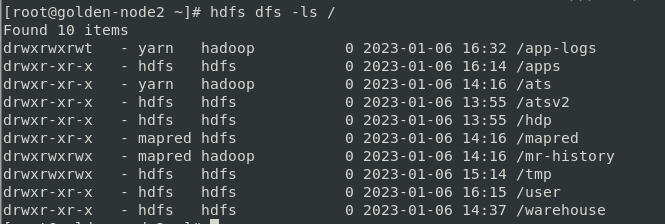 [root@golden-node2 ~]# hdfs dfs -ls /
Found 10 items
drwxrwxrwt   - yarn   hadoop          0 2023-01-06 16:32 /app-logs
drwxr-xr-x   - hdfs   hdfs            0 2023-01-06 16:14 /apps
drwxr-xr-x   - yarn   hadoop          0 2023-01-06 14:16 /ats
drwxr-xr-x   - hdfs   hdfs            0 2023-01-06 13:55 /atsv2
drwxr-xr-x   - hdfs   hdfs            0 2023-01-06 13:55 /hdp
drwxr-xr-x   - mapred hdfs            0 2023-01-06 14:16 /mapred
drwxrwxrwx   - mapred hadoop          0 2023-01-06 14:16 /mr-history
drwxrwxrwx   - hdfs   hdfs            0 2023-01-06 15:14 /tmp
drwxr-xr-x   - hdfs   hdfs            0 2023-01-06 16:15 /user
drwxr-xr-x   - hdfs   hdfs            0 2023-01-06 14:37 /warehouse